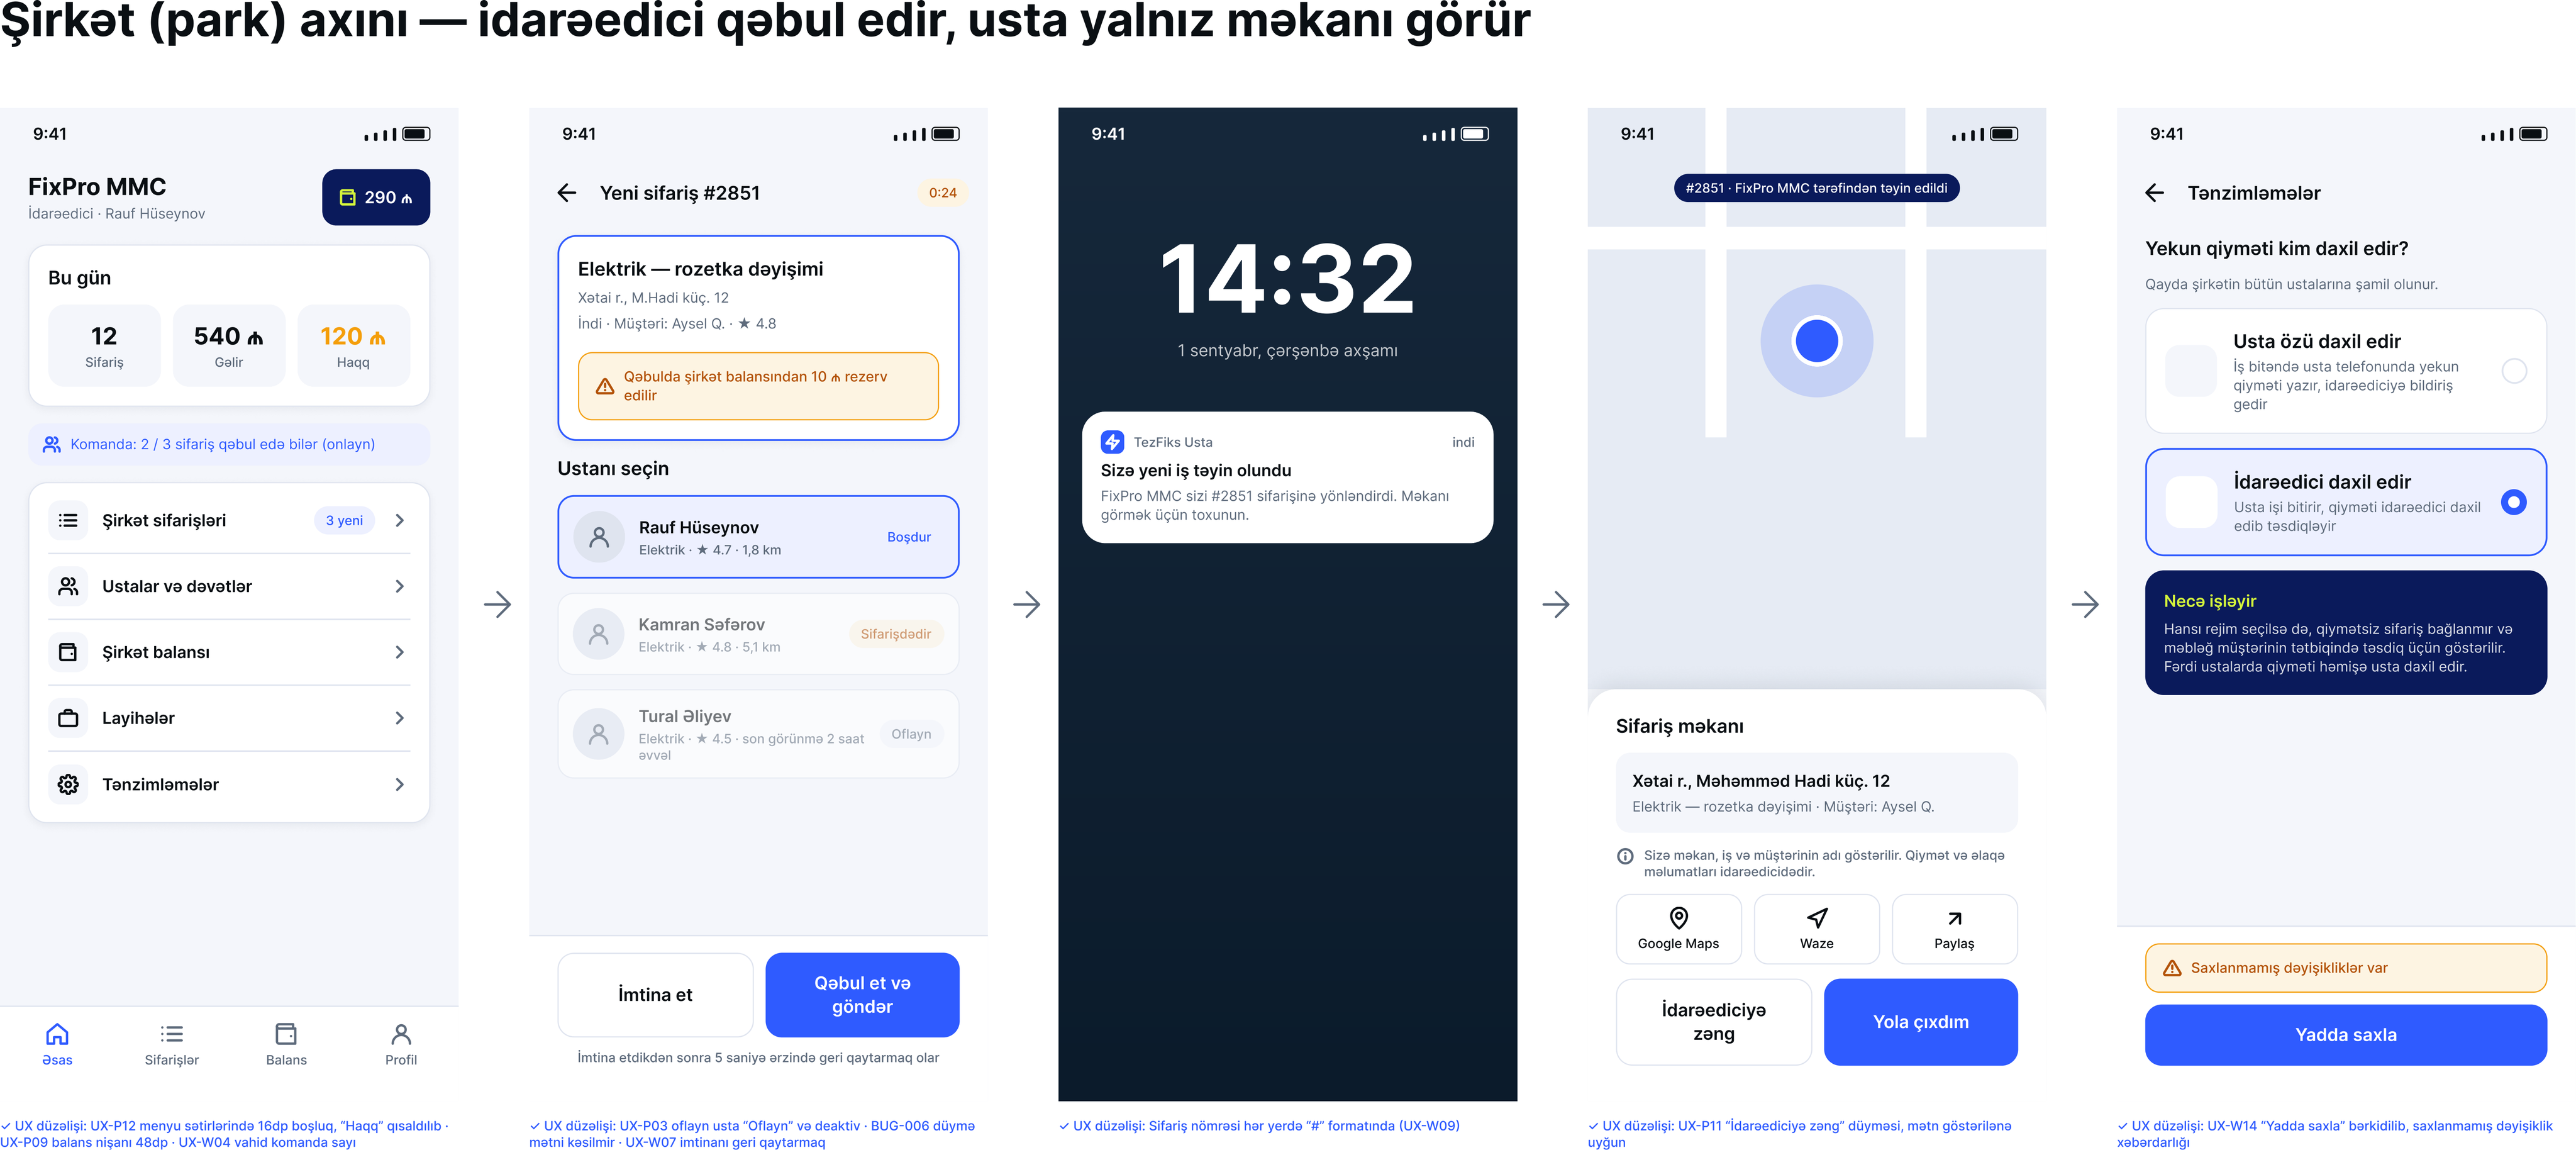 Şirkət (park) axını — idarəedici qəbul edir, usta yalnız məkanı görür
9:41
FixPro MMC
İdarəedici · Rauf Hüseynov
290 ₼
Bu gün
12
Sifariş
540 ₼
Gəlir
120 ₼
Haqq
Komanda: 2 / 3 sifariş qəbul edə bilər (onlayn)
Şirkət sifarişləri
3 yeni
Ustalar və dəvətlər
Şirkət balansı
Layihələr
Tənzimləmələr
Əsas
Sifarişlər
Balans
Profil
✓ UX düzəlişi: UX-P12 menyu sətirlərində 16dp boşluq, “Haqq” qısaldılıb ·
UX-P09 balans nişanı 48dp · UX-W04 vahid komanda sayı
9:41
Yeni sifariş #2851
0:24
Elektrik — rozetka dəyişimi
Xətai r., M.Hadi küç. 12
İndi · Müştəri: Aysel Q. · ★ 4.8
Qəbulda şirkət balansından 10 ₼ rezerv
edilir
Ustanı seçin
Rauf Hüseynov
Elektrik · ★ 4.7 · 1,8 km
Boşdur
Kamran Səfərov
Elektrik · ★ 4.8 · 5,1 km
Sifarişdədir
Tural Əliyev
Elektrik · ★ 4.5 · son görünmə 2 saat
əvvəl
Oflayn
İmtina et
Qəbul et və
göndər
İmtina etdikdən sonra 5 saniyə ərzində geri qaytarmaq olar
✓ UX düzəlişi: UX-P03 oflayn usta “Oflayn” və deaktiv · BUG-006 düymə
mətni kəsilmir · UX-W07 imtinanı geri qaytarmaq
9:41
14:32
1 sentyabr, çərşənbə axşamı
TezFiks Usta
indi
Sizə yeni iş təyin olundu
FixPro MMC sizi #2851 sifarişinə yönləndirdi. Məkanı
görmək üçün toxunun.
✓ UX düzəlişi: Sifariş nömrəsi hər yerdə “#” formatında (UX-W09)
9:41
#2851 · FixPro MMC tərəfindən təyin edildi
Sifariş məkanı
Xətai r., Məhəmməd Hadi küç. 12
Elektrik — rozetka dəyişimi · Müştəri: Aysel Q.
Sizə məkan, iş və müştərinin adı göstərilir. Qiymət və əlaqə
məlumatları idarəedicidədir.
Google Maps
Waze
Paylaş
İdarəediciyə
zəng
Yola çıxdım
✓ UX düzəlişi: UX-P11 “İdarəediciyə zəng” düyməsi, mətn göstərilənə
uyğun
9:41
Tənzimləmələr
Yekun qiyməti kim daxil edir?
Qayda şirkətin bütün ustalarına şamil olunur.
Usta özü daxil edir
İş bitəndə usta telefonunda yekun
qiyməti yazır, idarəediciyə bildiriş
gedir
İdarəedici daxil edir
Usta işi bitirir, qiyməti idarəedici daxil
edib təsdiqləyir
Necə işləyir
Hansı rejim seçilsə də, qiymətsiz sifariş bağlanmır və
məbləğ müştərinin tətbiqində təsdiq üçün göstərilir.
Fərdi ustalarda qiyməti həmişə usta daxil edir.
Saxlanmamış dəyişikliklər var
Yadda saxla
✓ UX düzəlişi: UX-W14 “Yadda saxla” bərkidilib, saxlanmamış dəyişiklik
xəbərdarlığı